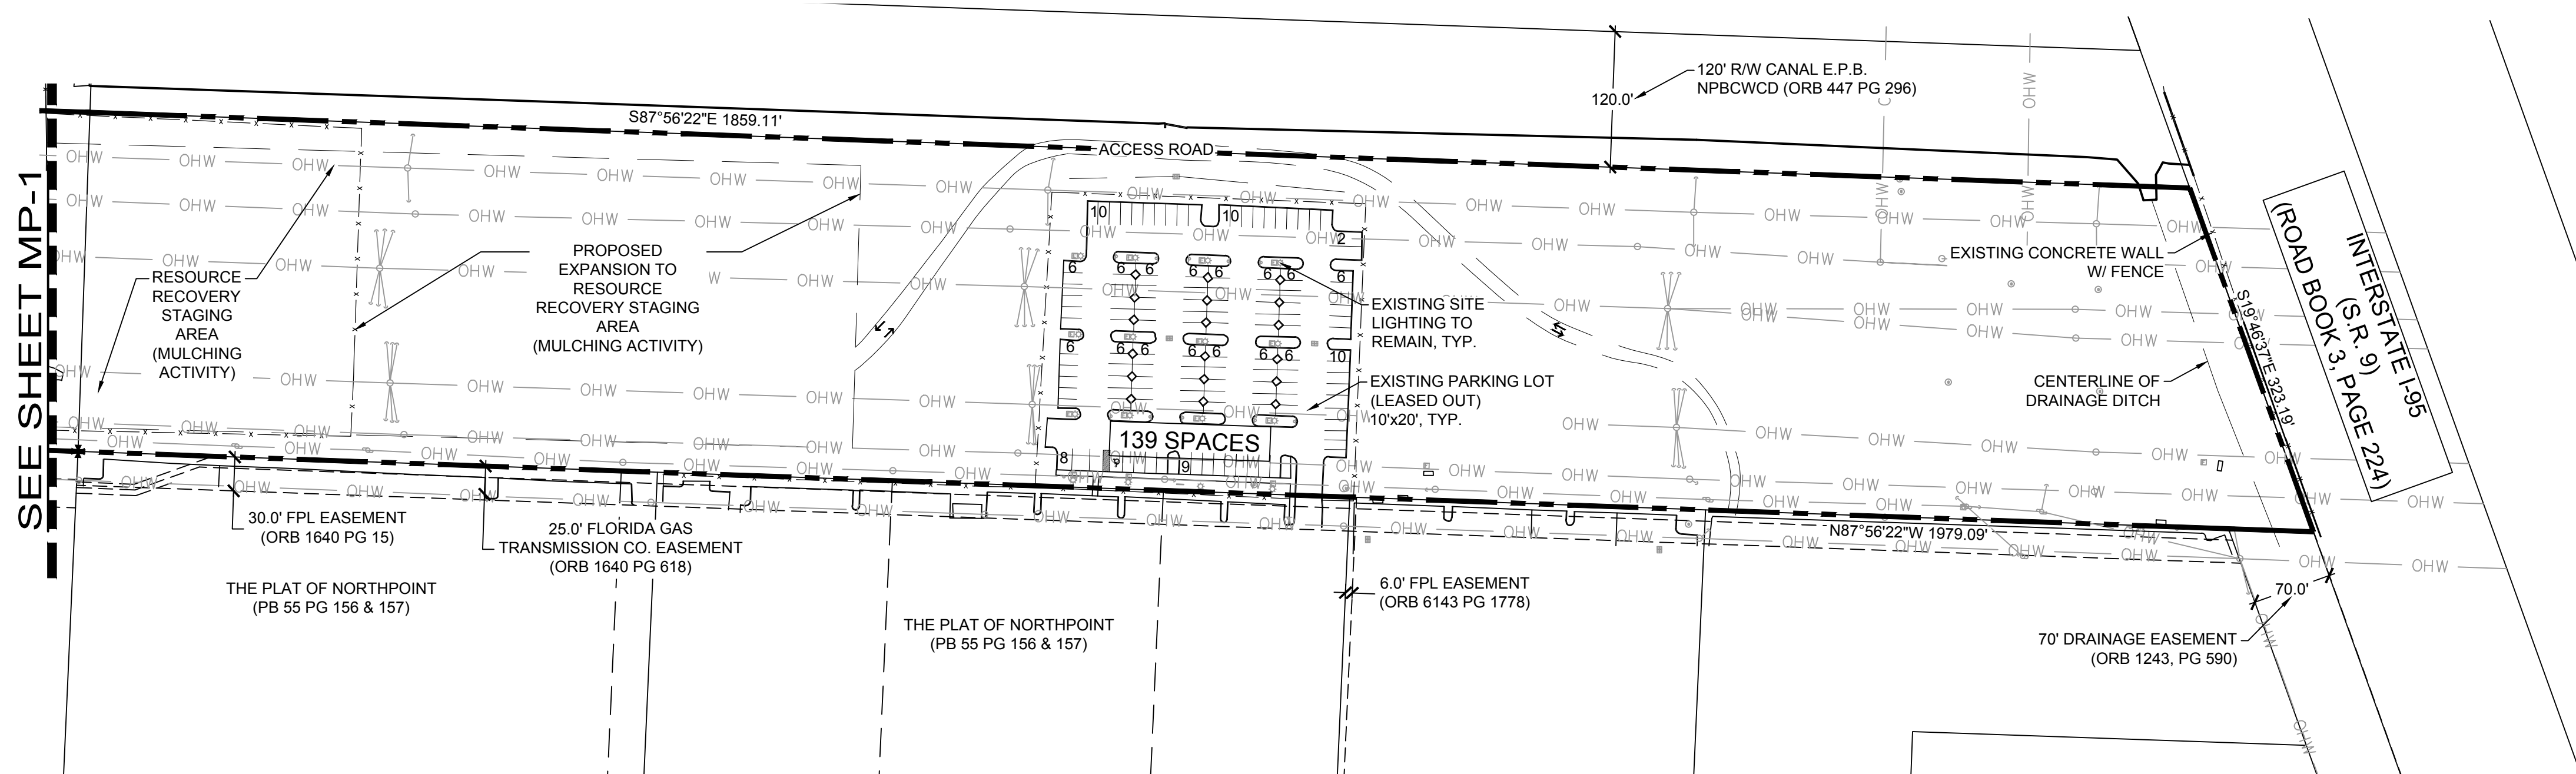 SEE SHEET MP-1
S87°56'22"E 1859.11'
ACCESS ROAD
120.0'
120' R/W CANAL E.P.B.
NPBCWCD (ORB 447 PG 296)
RESOURCE
RECOVERY
STAGING
AREA
(MULCHING
ACTIVITY)
PROPOSED
EXPANSION TO
RESOURCE
RECOVERY STAGING
AREA
(MULCHING ACTIVITY)
10
10
2
6
6 6
6 6
6 6
6
6
6 6
6 6
6 6
10
139 SPACES
8
9
EXISTING SITE
LIGHTING TO
REMAIN, TYP.
EXISTING PARKING LOT
(LEASED OUT)
10'x20', TYP.
EXISTING CONCRETE WALL
W/ FENCE
CENTERLINE OF
DRAINAGE DITCH
S19°46'37"E 323.19'
INTERSTATE I-95
(S.R. 9)
(ROAD BOOK 3, PAGE 224)
30.0' FPL EASEMENT
(ORB 1640 PG 15)
25.0' FLORIDA GAS
TRANSMISSION CO. EASEMENT
(ORB 1640 PG 618)
THE PLAT OF NORTHPOINT
(PB 55 PG 156 & 157)
THE PLAT OF NORTHPOINT
(PB 55 PG 156 & 157)
6.0' FPL EASEMENT
(ORB 6143 PG 1778)
N87°56'22"W 1979.09'
70.0'
70' DRAINAGE EASEMENT
(ORB 1243, PG 590)
OHW